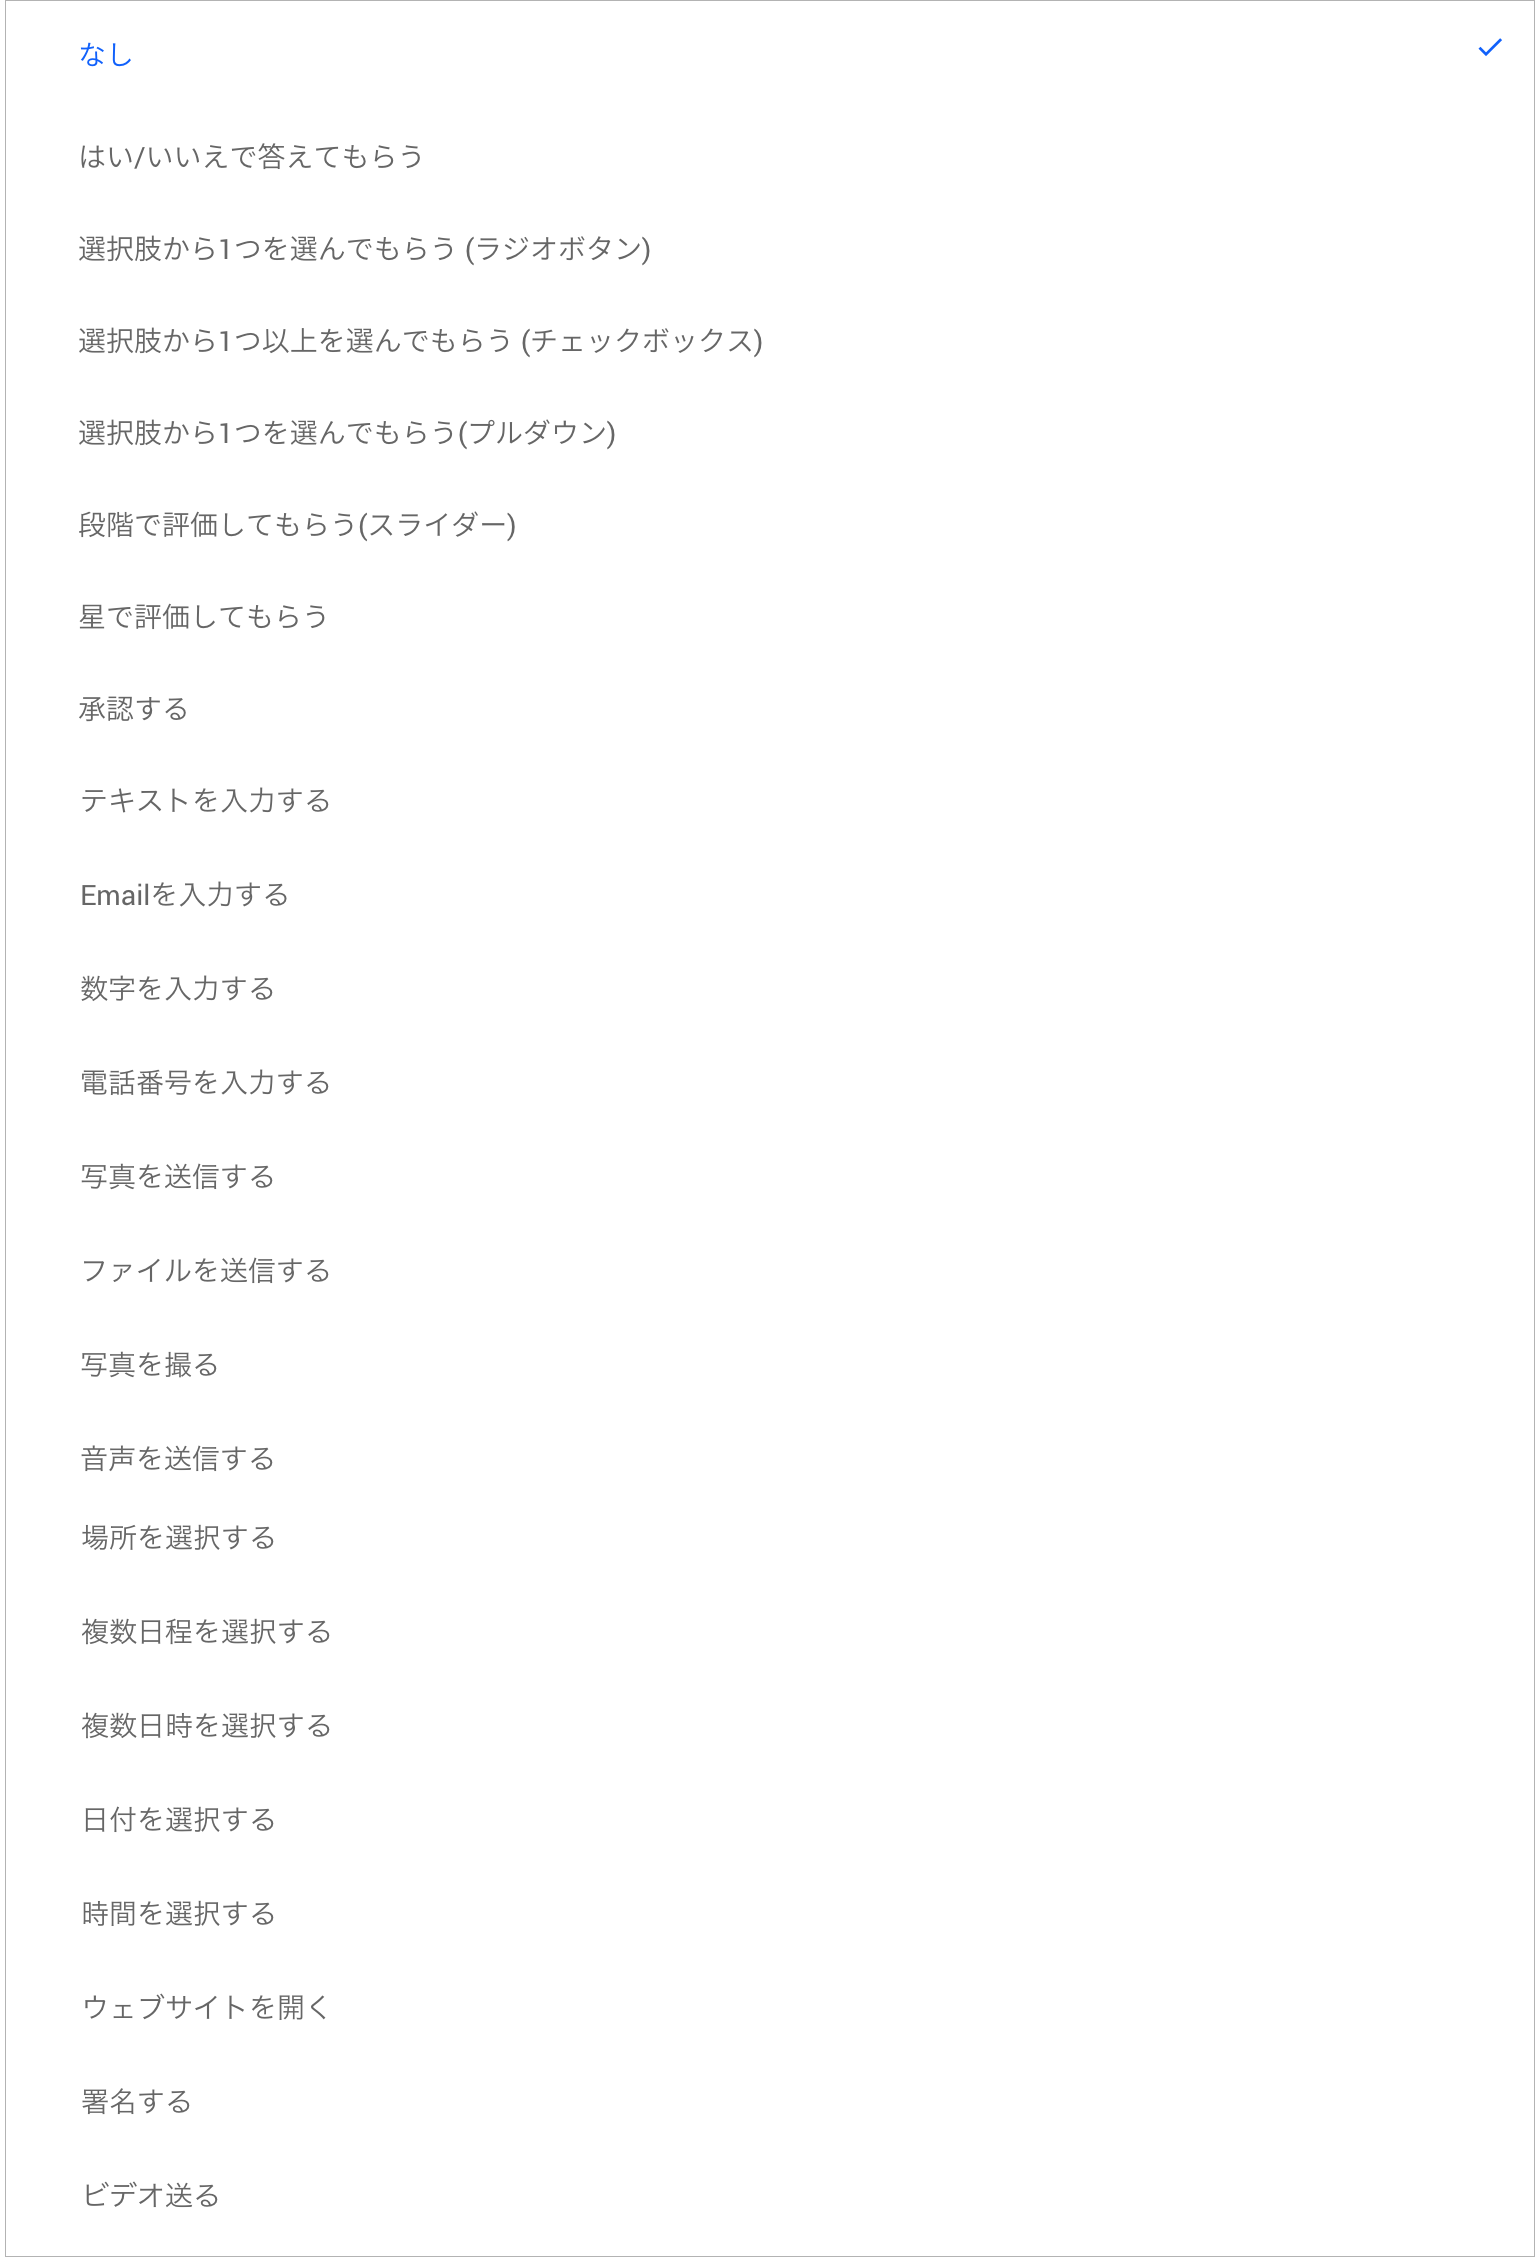 なし
はい/いいえで答えてもらう
選択肢から1つを選んでもらう (ラジオボタン)
選択肢から1つ以上を選んでもらう (チェックボックス)
選択肢から1つを選んでもらう(プルダウン)
段階で評価してもらう(スライダー)
星で評価してもらう
承認する
テキストを入力する
Emailを入力する
数字を入力する
電話番号を入力する
写真を送信する
ファイルを送信する
写真を撮る
音声を送信する
場所を選択する
複数日程を選択する
複数日時を選択する
日付を選択する
時間を選択する
ウェブサイトを開く
署名する
ビデオ送る